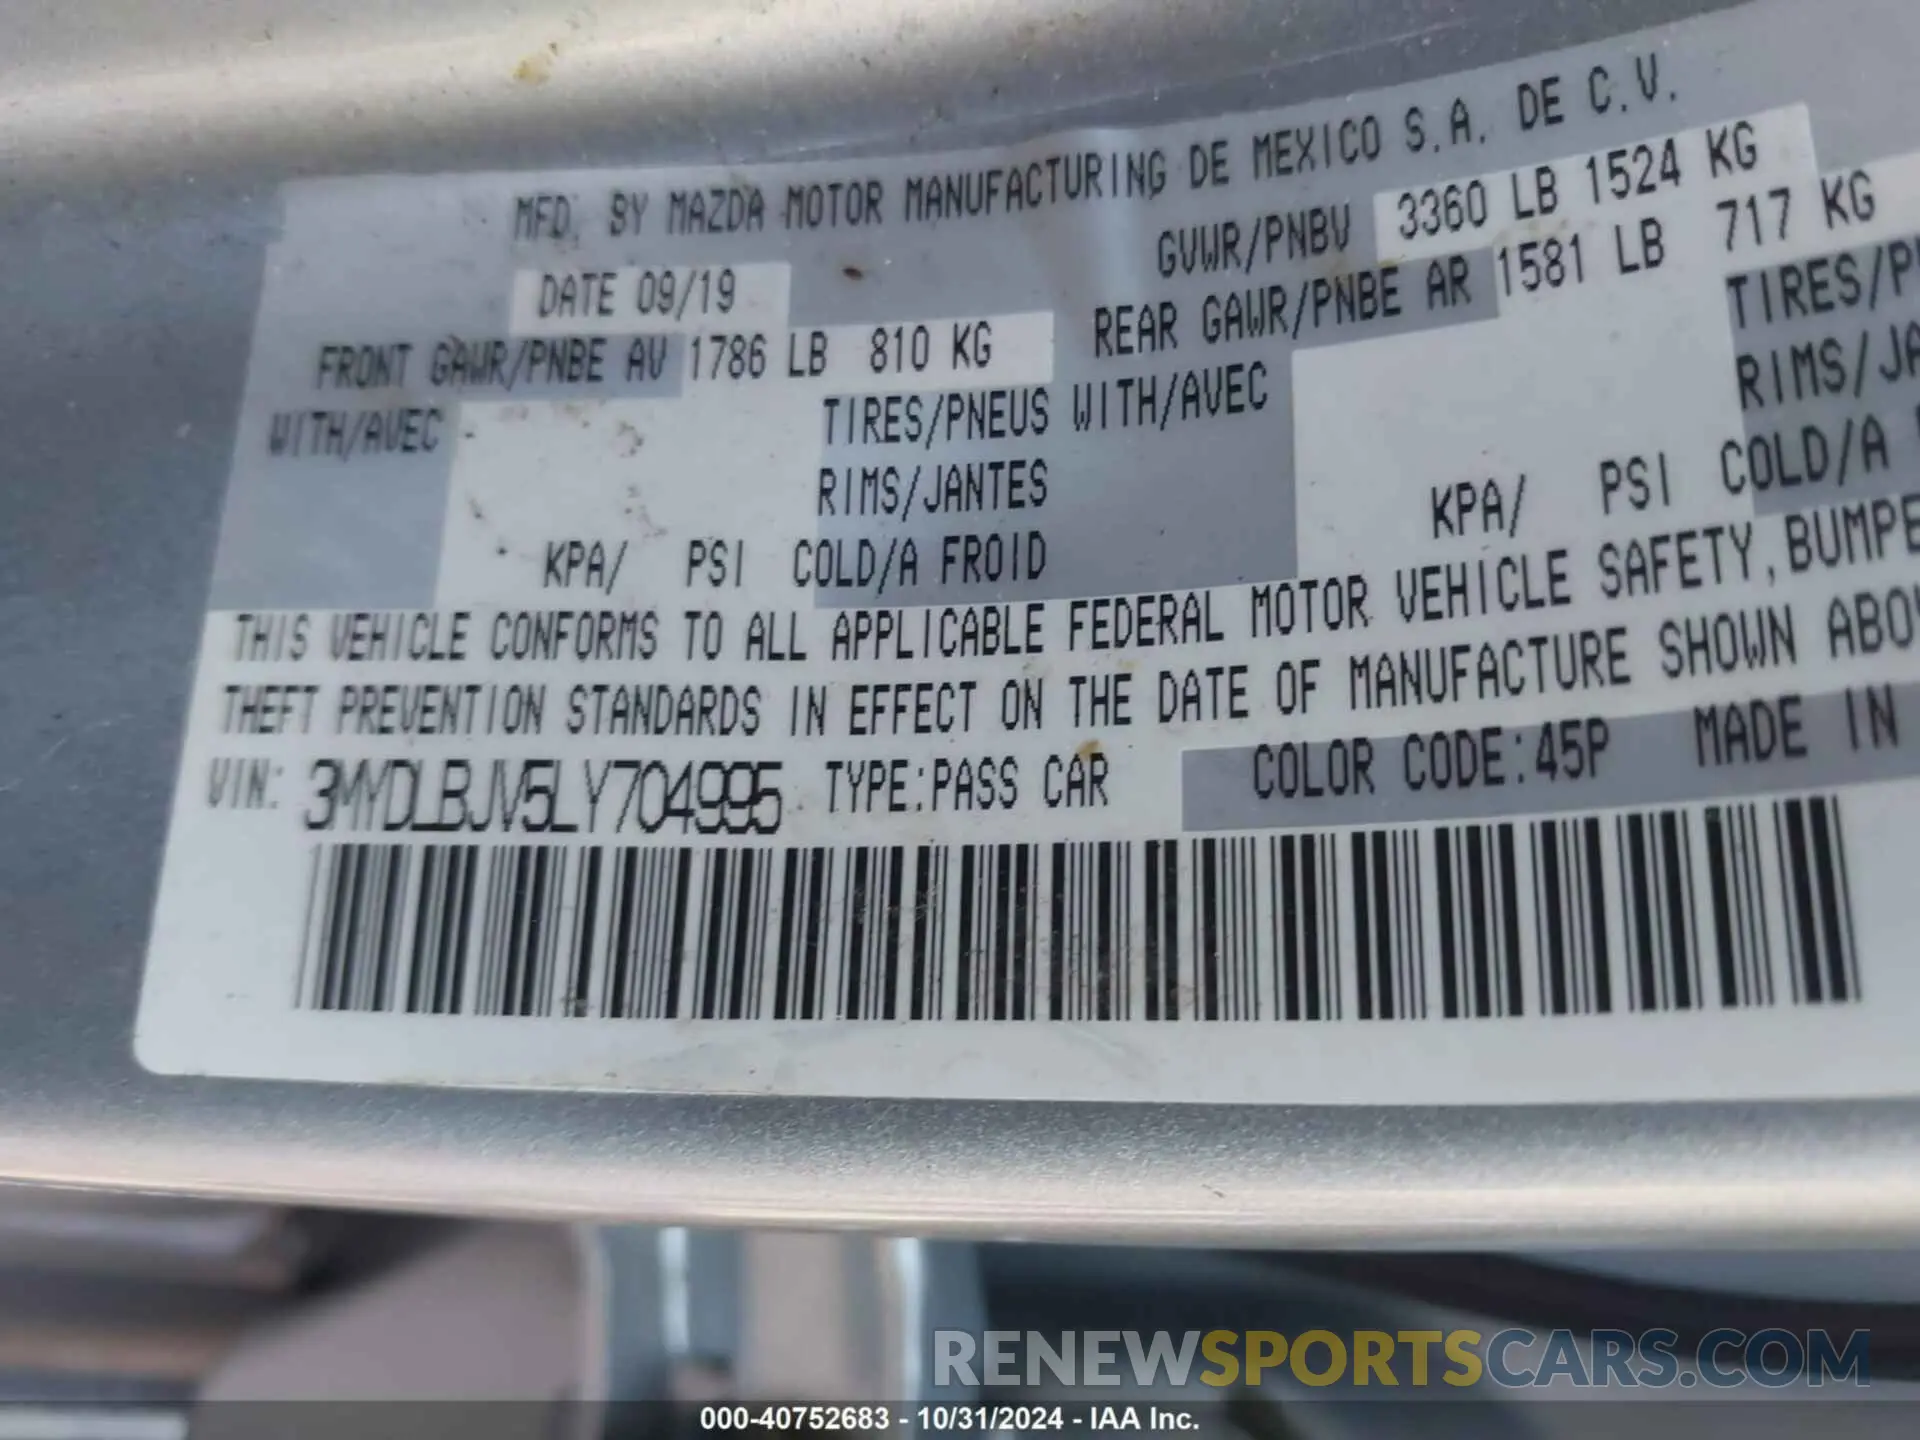 MFD. BY MAZDA MOTOR MANUFACTURING DE MEXICO S.A. DE C.V.
DATE 09/19 GVWR/PNBV 3360 LB 1524 KG
FRONT GAWR/PNBE AV 1786 LB 810 KG REAR GAWR/PNBE AR 1581 LB 717 KG
WITH/AVEC TIRES/PNEUS WITH/AVEC TIRES/P
RIMS/JANTES RIMS/JA
KPA/ PSI COLD/A FROID KPA/ PSI COLD/A
THIS VEHICLE CONFORMS TO ALL APPLICABLE FEDERAL MOTOR VEHICLE SAFETY, BUMPE
THEFT PREVENTION STANDARDS IN EFFECT ON THE DATE OF MANUFACTURE SHOWN ABO
VIN: 3MYDLBJV5LY704995 TYPE:PASS CAR COLOR CODE:45P MADE IN
RENEWSPORTSCARS.COM
000-40752683 - 10/31/2024 - IAA Inc.